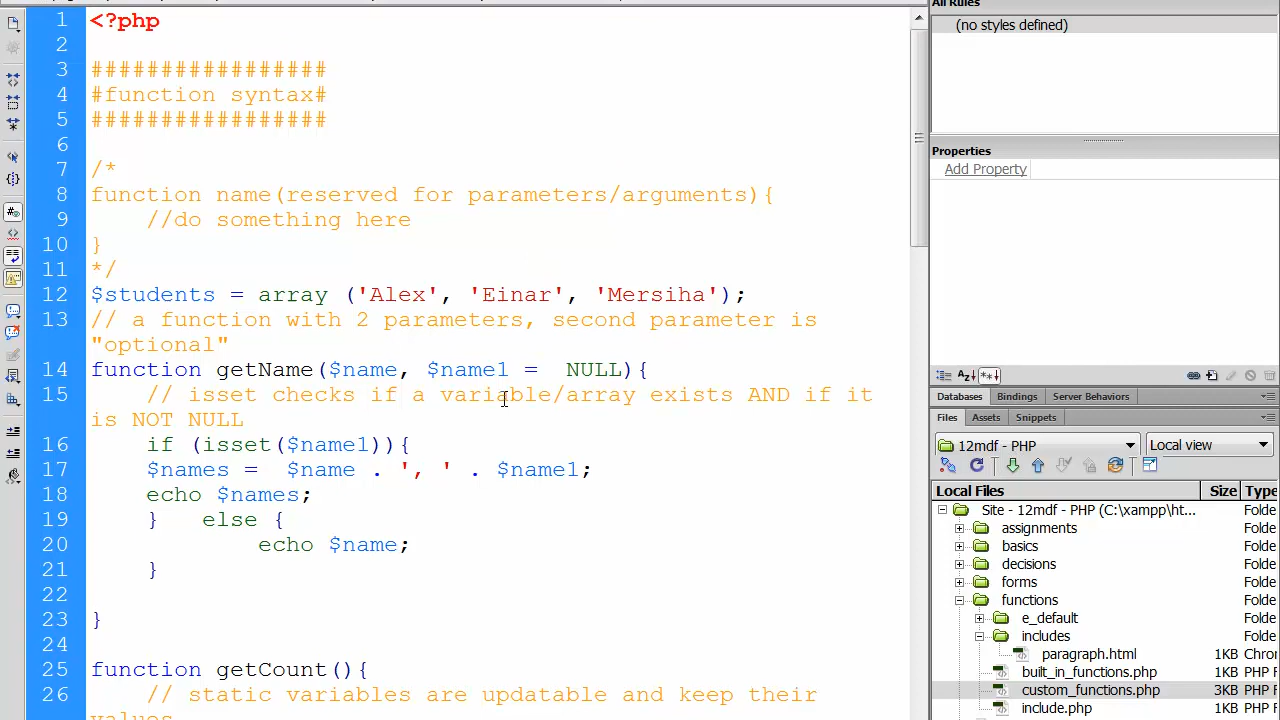 1 <?php
2
3 #################
4 #function syntax#
5 #################
6
7 /*
8 function name(reserved for parameters/arguments){
9 //do something here
10 }
11 */
12 $students = array ('Alex', 'Einar', 'Mersiha');
13 // a function with 2 parameters, second parameter is
"optional"
14 function getName($name, $name1 = NULL){
15 // isset checks if a variable/array exists AND if it
is NOT NULL
16 if (isset($name1)){
17 $names = $name . ', ' . $name1;
18 echo $names;
19 } else {
20 echo $name;
21 }
22
23 }
24
25 function getCount(){
26 // static variables are updatable and keep their
values
All Rules
(no styles defined)
Properties
Add Property
Databases Bindings Server Behaviors
Files Assets Snippets
12mdf - PHP Local view
Local Files Size Type
Site - 12mdf - PHP (C:\xampp\ht... Folde
assignments Folde
basics Folde
decisions Folde
forms Folde
functions Folde
e_default Folde
includes Folde
paragraph.html 1KB Chro
built_in_functions.php 1KB PHP F
custom_functions.php 3KB PHP F
include.php 1KB PHP F